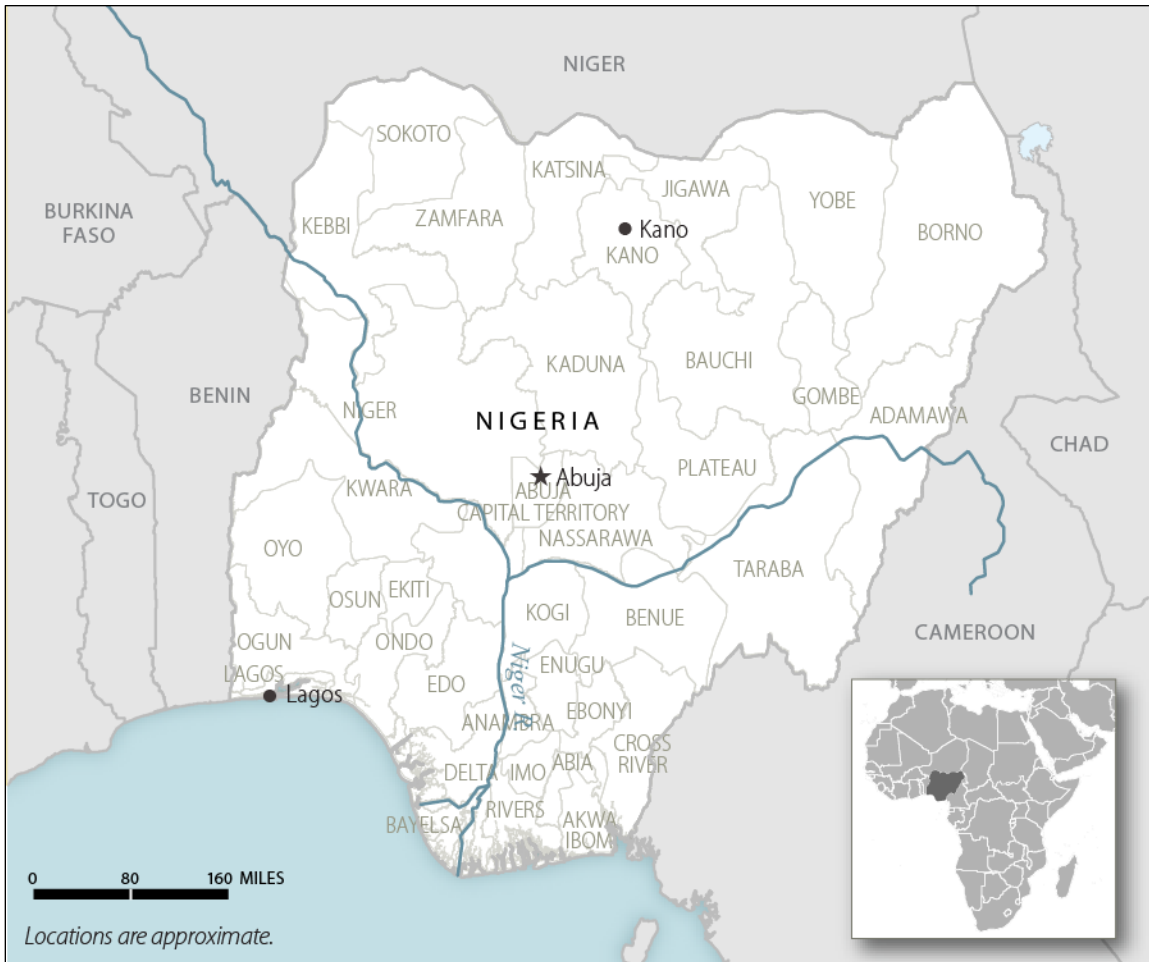 NIGER
SOKOTO
KATSINA
JIGAWA
YOBE
BURKINA
FASO
KEBBI
ZAMFARA
Kano
KANO
BORNO
KADUNA
BAUCHI
BENIN
GOMBE
NIGER
NIGERIA
ADAMAWA
CHAD
PLATEAU
Abuja
TOGO
KWARA
ABUJA
CAPITAL TERRITORY
NASSARAWA
OYO
TARABA
OSUN
EKITI
KOGI
BENUE
CAMEROON
OGUN
ONDO
Niger R.
ENUGU
LAGOS
Lagos
EDO
EBONYI
ANAMBRA
CROSS
RIVER
DELTA
IMO
ABIA
RIVERS
BAYELSA
AKWA
IBOM
0 80 160 MILES
Locations are approximate.